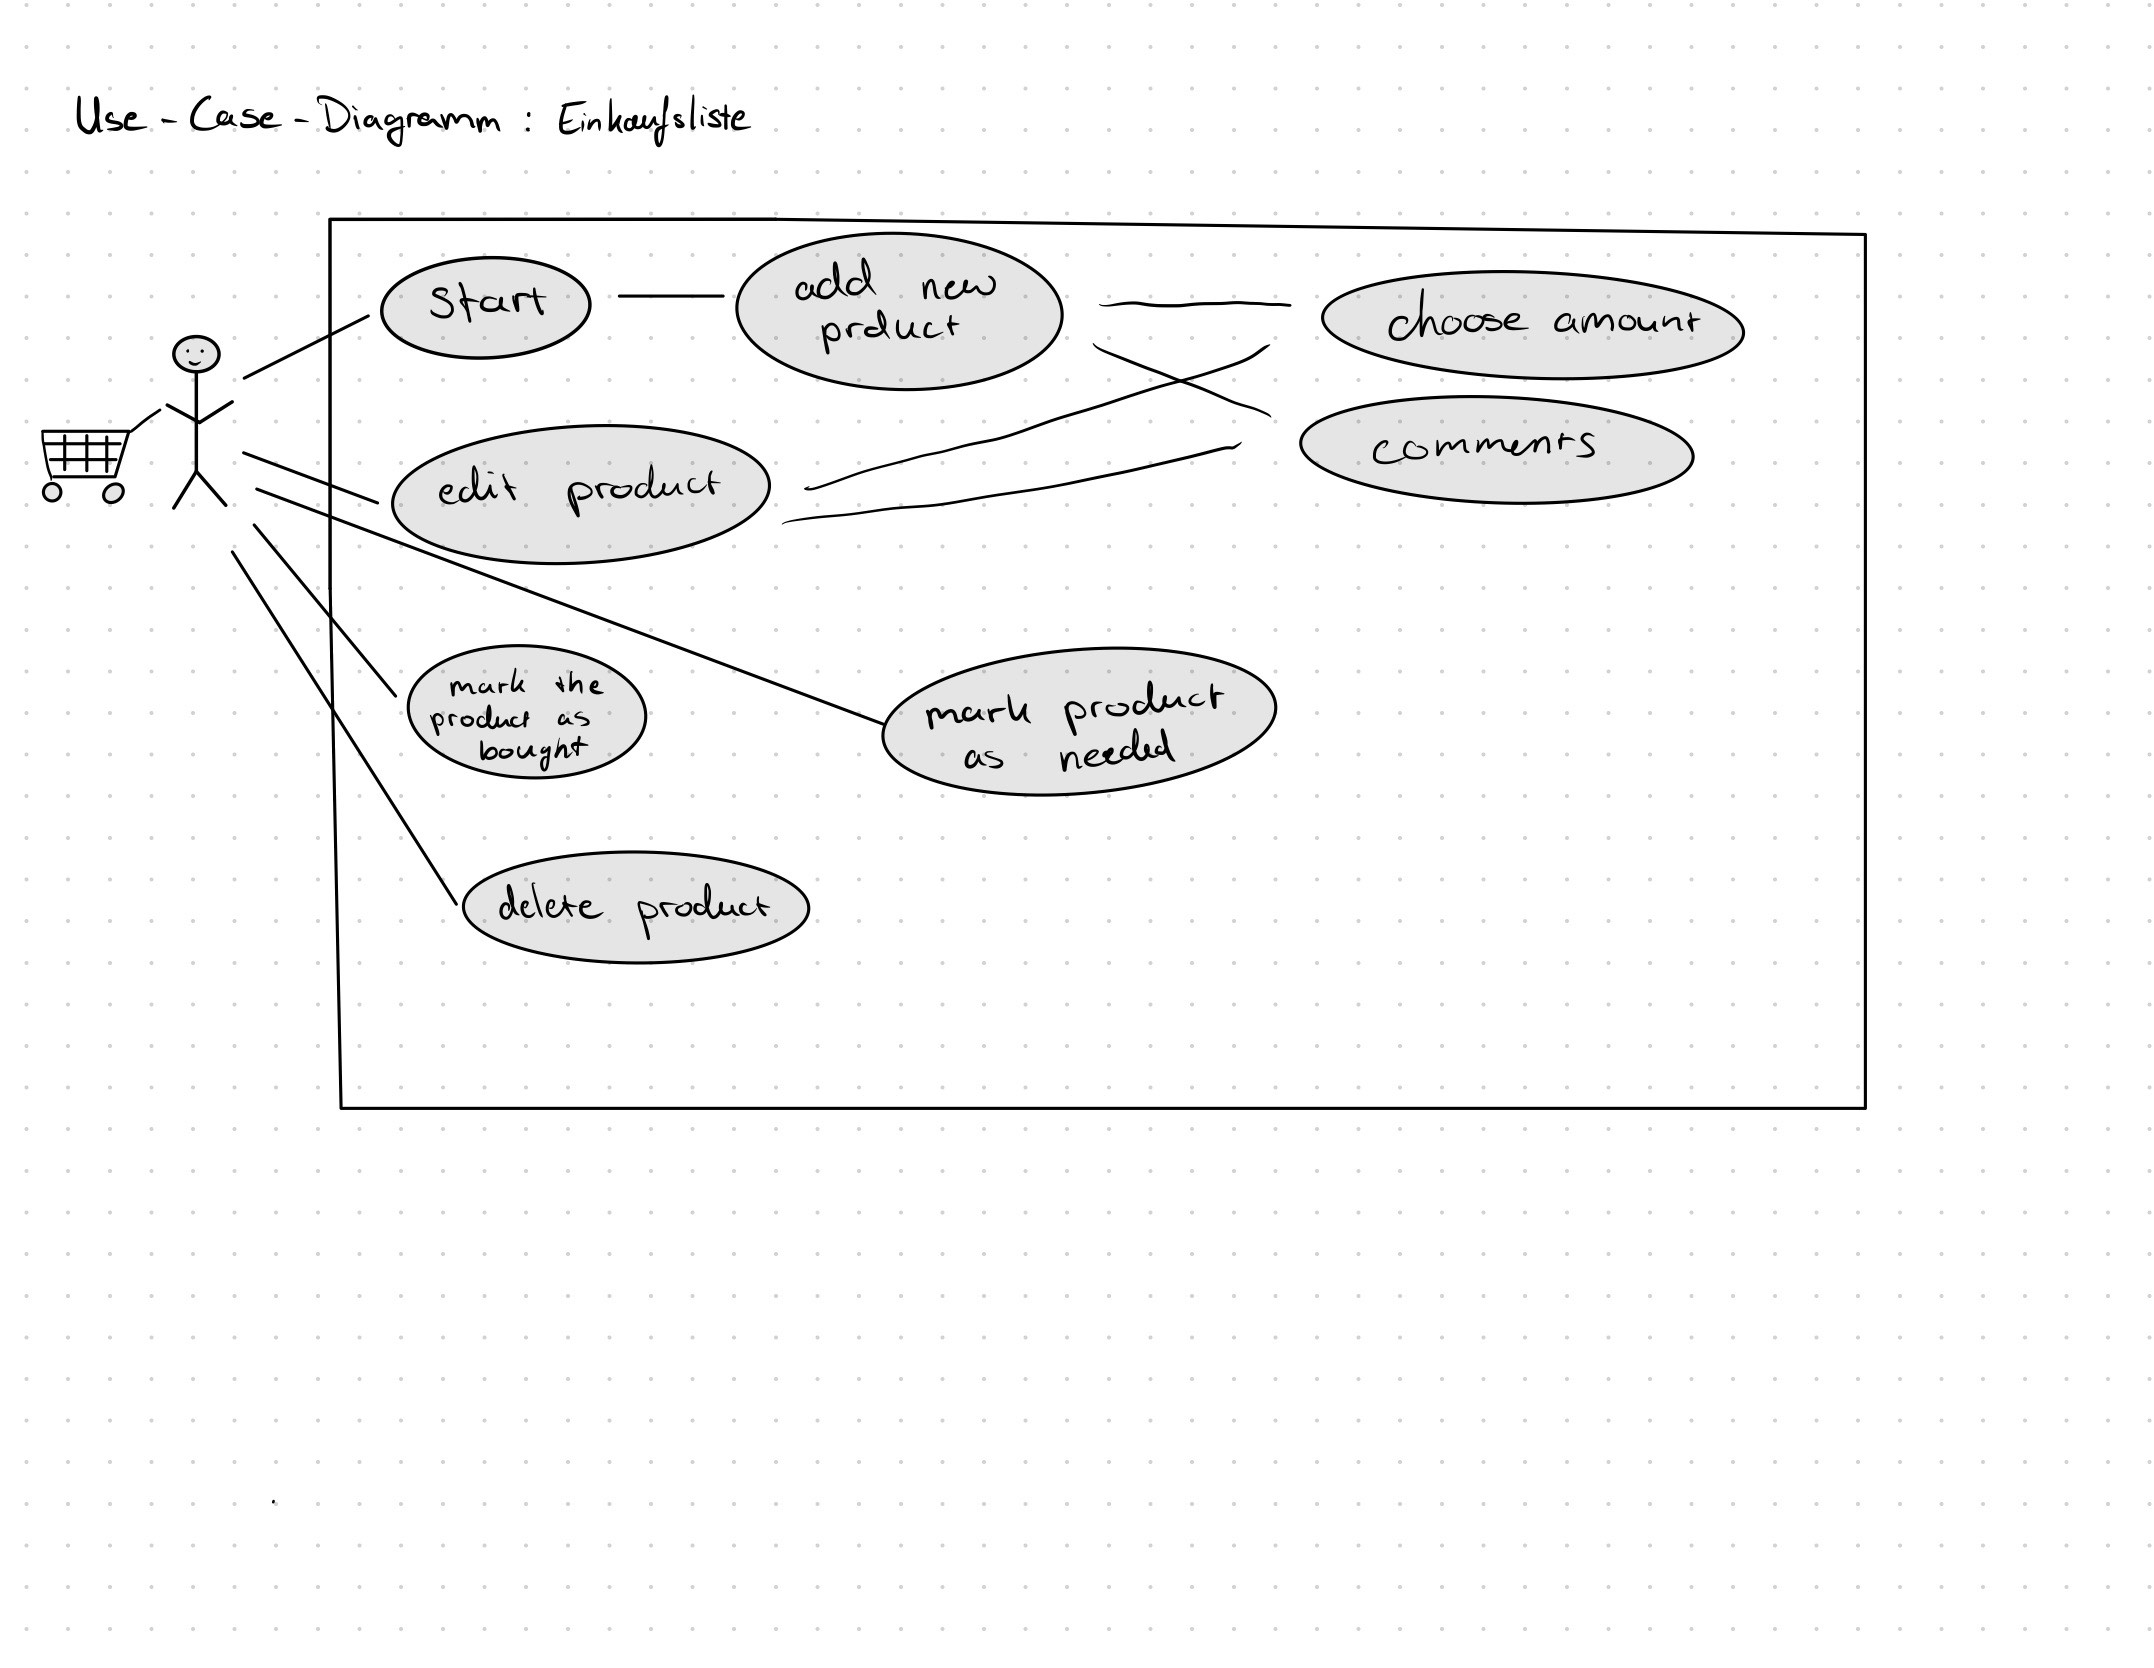 Use-Case-Diagramm : Einkaufsliste
Start
add new
prduct
choose amount
comments
edit product
mark the
product as
bought
mark product
as needed
delete product